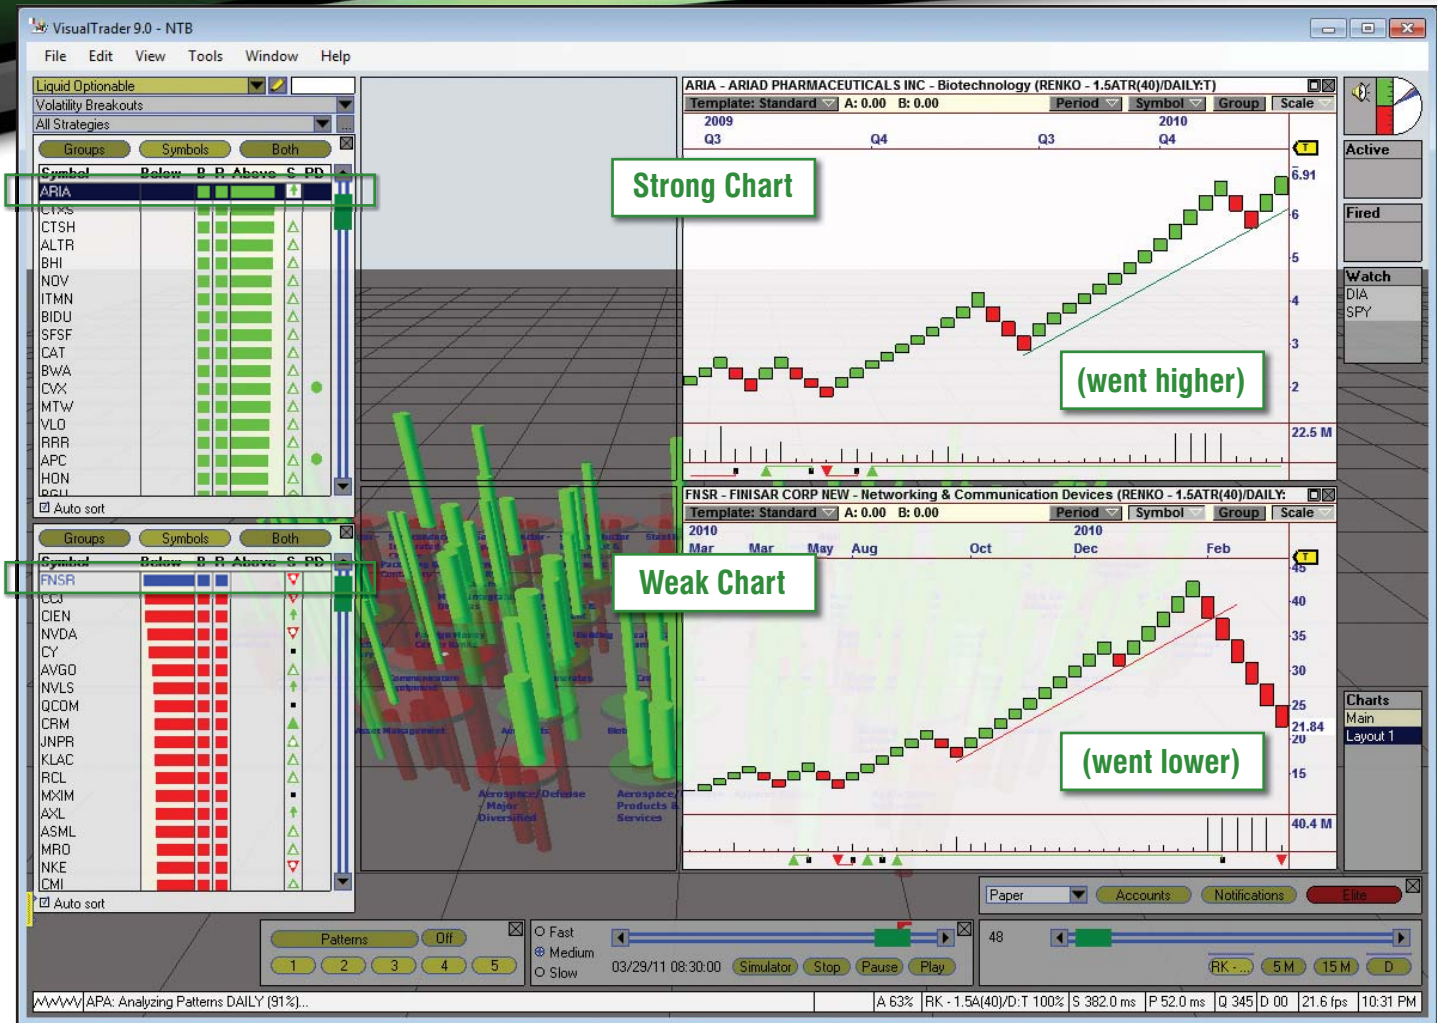 VisualTrader 9.0 - NTB
File Edit View Tools Window Help
Liquid Optionable
Volatility Breakouts
All Strategies
...
Groups Symbols Both
Symbol Below B R Above S PD
ARIA
CTXS
CTSH
ALTR
BHI
NOV
ITMN
BIDU
SFSF
CAT
BWA
CVX
MTW
VLO
RRR
APC
HON
Auto sort
Groups Symbols Both
Symbol Below B R Above S PD
FNSR
CCJ
CIEN
NVDA
CY
AVGO
NVLS
QCOM
CRM
JNPR
KLAC
RCL
MXIM
AXL
ASML
MRO
NKE
CMI
Auto sort
Asset Management
Aerospace/Defense
- Major
Diversified
Aerospace/
Products &
Services
ARIA - ARIAD PHARMACEUTICALS INC - Biotechnology (RENKO - 1.5ATR(40)/DAILY:T)
Template: Standard A: 0.00 B: 0.00 Period Symbol Group Scale
2009 2010
Q3 Q4 Q3 Q4
T
6.91
6
5
4
3
2
22.5 M
Strong Chart
(went higher)
FNSR - FINISAR CORP NEW - Networking & Communication Devices (RENKO - 1.5ATR(40)/DAILY:
Template: Standard A: 0.00 B: 0.00 Period Symbol Group Scale
2010 2010
Mar Mar May Aug Oct Dec Feb
T
45
40
35
30
25
21.84
20
15
40.4 M
Weak Chart
(went lower)
Active
Fired
Watch
DIA
SPY
Charts
Main
Layout 1
Paper Accounts Notifications Elite
Patterns Off
1 2 3 4 5
Fast
Medium
Slow
03/29/11 08:30:00 Simulator Stop Pause Play
48
RK - ... 5 M 15 M D
APA: Analyzing Patterns DAILY (91%)...
A 63% RK - 1.5A(40)/D:T 100% S 382.0 ms P 52.0 ms Q 345 D 00 21.6 fps 10:31 PM